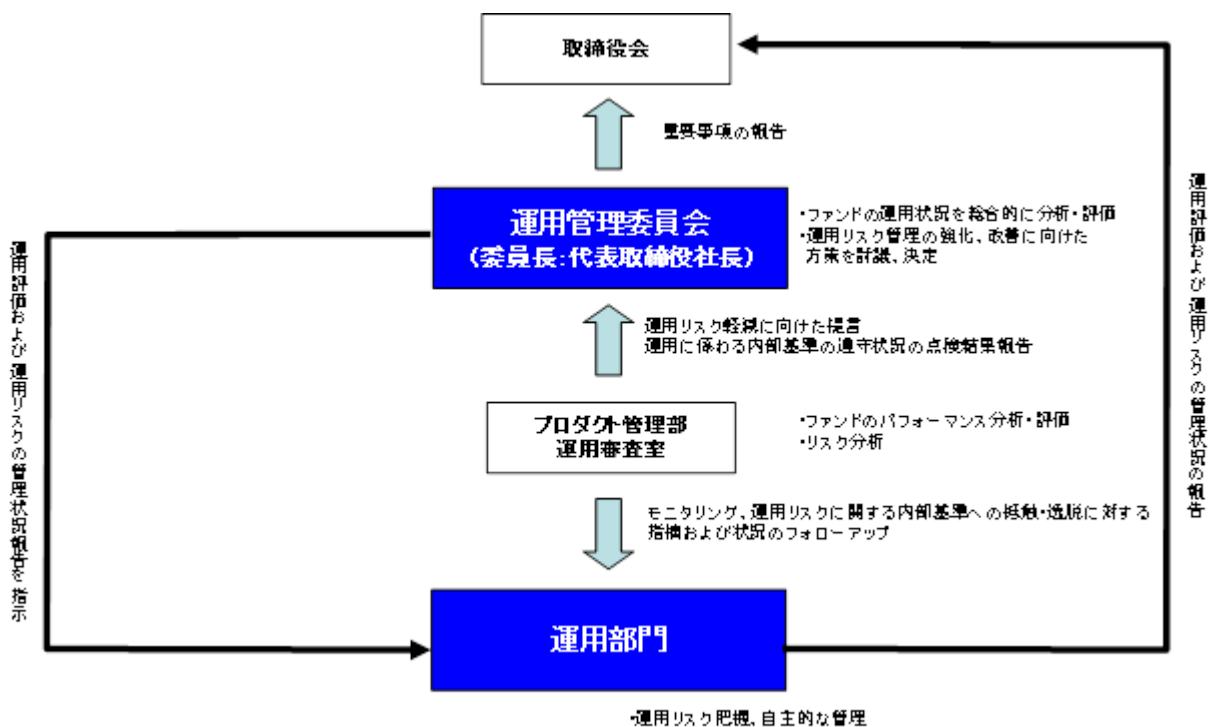 取締役会
重要事項の報告
運用管理委員会
(委員長:代表取締役社長)
・ファンドの運用状況を総合的に分析・評価
・運用リスク管理の強化、改善に向けた
方策を討議、決定
運用リスク軽減に向けた提言
運用に係わる内部基準の遵守状況の点検結果報告
プロダクト管理部
運用審査室
・ファンドのパフォーマンス分析・評価
・リスク分析
モニタリング、運用リスクに関する内部基準への抵触・逸脱に対する
指摘および状況のフォローアップ
運用部門
・運用リスク把握、自主的な管理
運用評価および運用リスクの管理状況報告を指示
運用評価および運用リスクの管理状況の報告